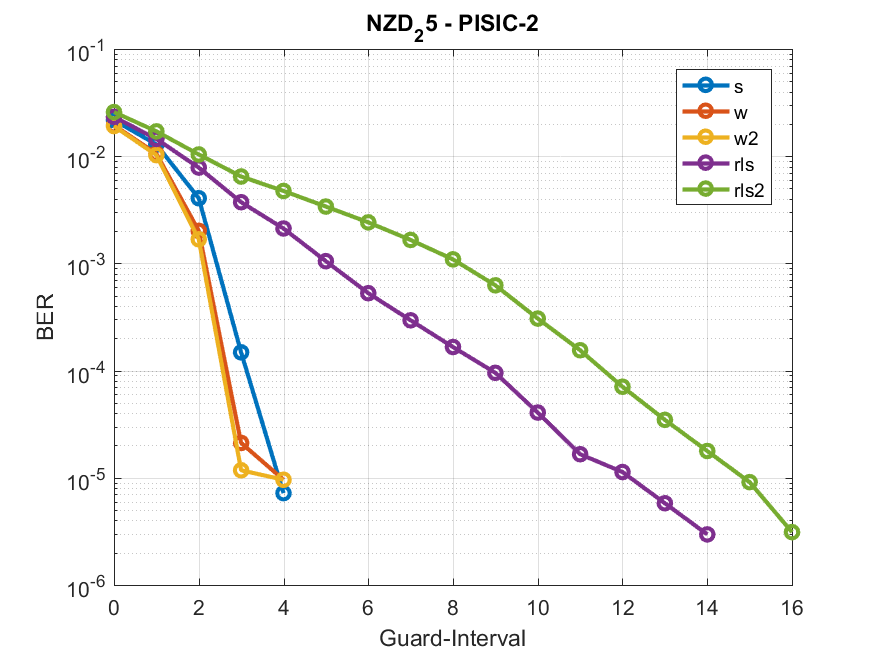 NZD₂5 - PISIC-2
10⁻¹
10⁻²
10⁻³
10⁻⁴
10⁻⁵
10⁻⁶
BER
s
w
w2
rls
rls2
0 2 4 6 8 10 12 14 16
Guard-Interval